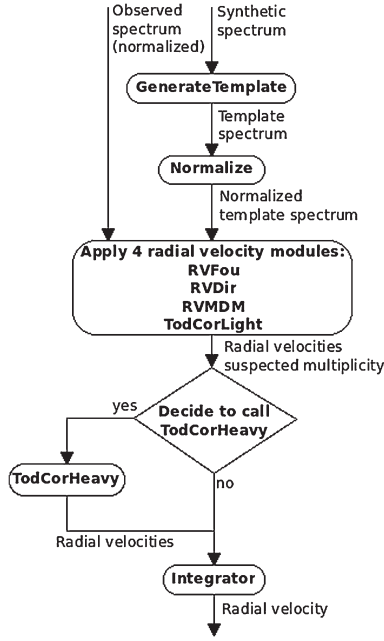 Observed
spectrum
(normalized)
Synthetic
spectrum
GenerateTemplate
Template
spectrum
Normalize
Normalized
template spectrum
Apply 4 radial velocity modules:
RVFou
RVDir
RVMDM
TodCorLight
Radial velocities
suspected multiplicity
yes
Decide to call
TodCorHeavy
TodCorHeavy
no
Radial velocities
Integrator
Radial velocity